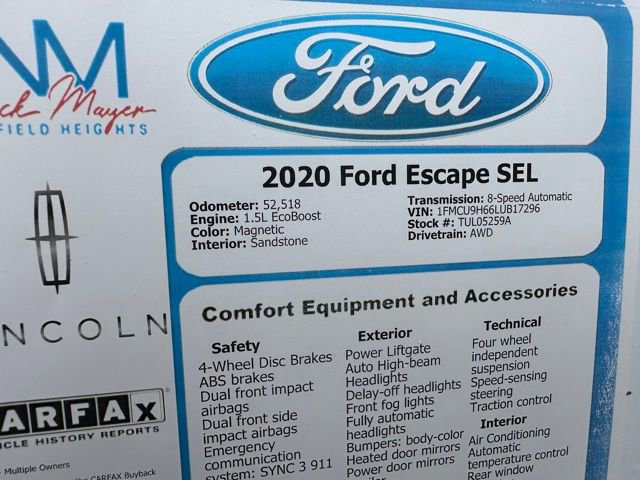 NM
ck Mayer
FIELD HEIGHTS
Ford
2020 Ford Escape SEL
Odometer: 52,518
Engine: 1.5L EcoBoost
Color: Magnetic
Interior: Sandstone
Transmission: 8-Speed Automatic
VIN: 1FMCU9H66LUB17296
Stock #: TUL05259A
Drivetrain: AWD
NCOLN
Comfort Equipment and Accessories
Safety
4-Wheel Disc Brakes
ABS brakes
Dual front impact
airbags
Dual front side
impact airbags
Emergency
communication
system: SYNC 3 911
Exterior
Power Liftgate
Auto High-beam
Headlights
Delay-off headlights
Front fog lights
Fully automatic
headlights
Bumpers: body-color
Heated door mirrors
Power door mirrors
Technical
Four wheel
independent
suspension
Speed-sensing
steering
Traction control
Interior
Air Conditioning
Automatic
temperature control
Rear window
ARFAX
CLE HISTORY REPORTS
- Multiple Owners
the CARFAX Buyback